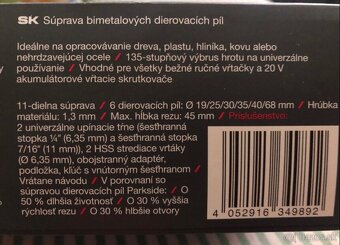 SK Súprava bimetalových dierovacích píl
Ideálne na opracovávanie dreva, plastu, hliníka, kovu alebo
nehrdzavejúcej ocele // 135-stupňový výbrus hrotu na univerzálne
používanie // Vhodné pre všetky bežné ručné vŕtačky a 20 V
akumulátorové vŕtacie skrutkovače
11-dielna súprava // 6 dierovacích píl: Ø 19/25/30/35/40/68 mm // Hrúbka
materiálu: 1,3 mm // Max. hĺbka rezu: 45 mm // Príslušenstvo:
2 univerzálne upínacie tŕne (šesťhranná
stopka ¼" (6,35 mm) a šesťhranná stopka
7/16" (11 mm)), 2 HSS strediace vrtáky
(Ø 6,35 mm), obojstranný adaptér,
podložka, kľúč s vnútorným šesťhranom //
Vrátane návodu // V porovnaní so
súpravou dierovacích píl Parkside: // O
50 % dlhšia životnosť // O 30 % vyššia
rýchlosť rezu // O 30 % hlbšie otvory
4 052916 349892